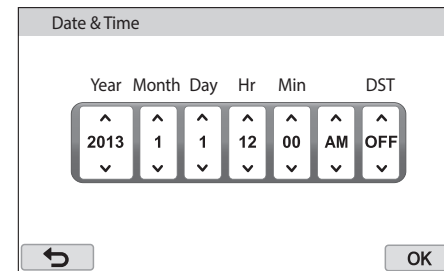 Date & Time
Year Month Day Hr Min DST
2013 1 1 12 00 AM OFF
OK